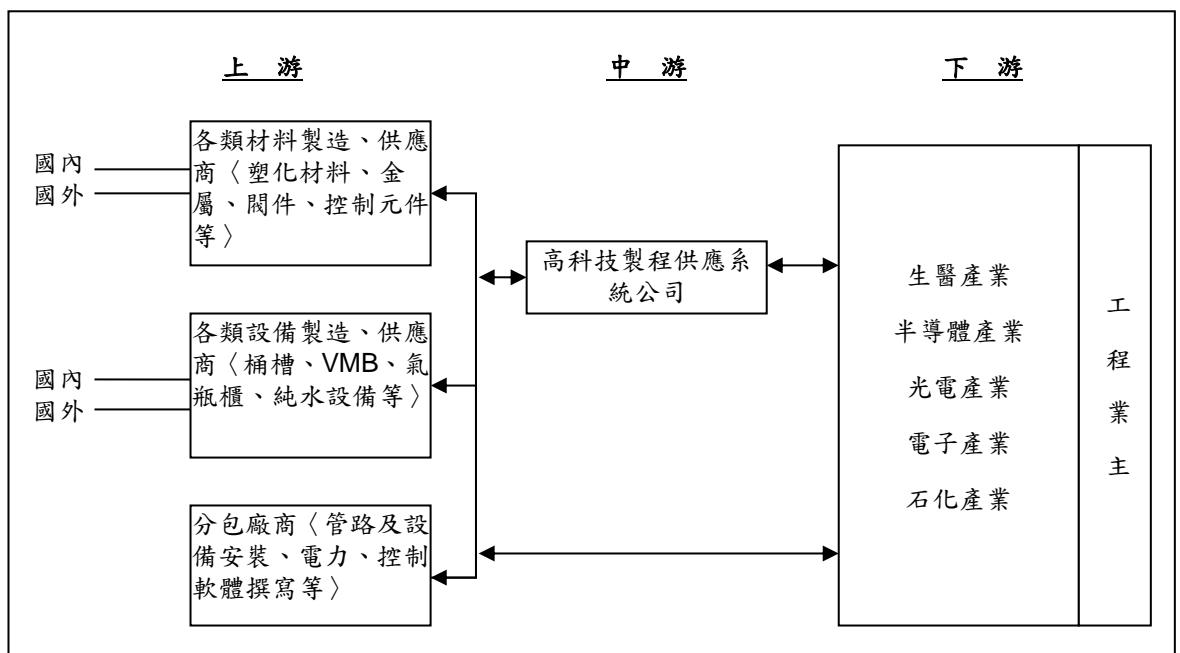 上 游
中 游
下 游
國內
國外
各類材料製造、供應
商〈塑化材料、金
屬、閥件、控制元件
等〉
國內
國外
各類設備製造、供應
商〈桶槽、VMB、氣
瓶櫃、純水設備等〉
分包廠商〈管路及設
備安裝、電力、控制
軟體撰寫等〉
高科技製程供應系
統公司
生醫產業
半導體產業
光電產業
電子產業
石化產業
工程業主